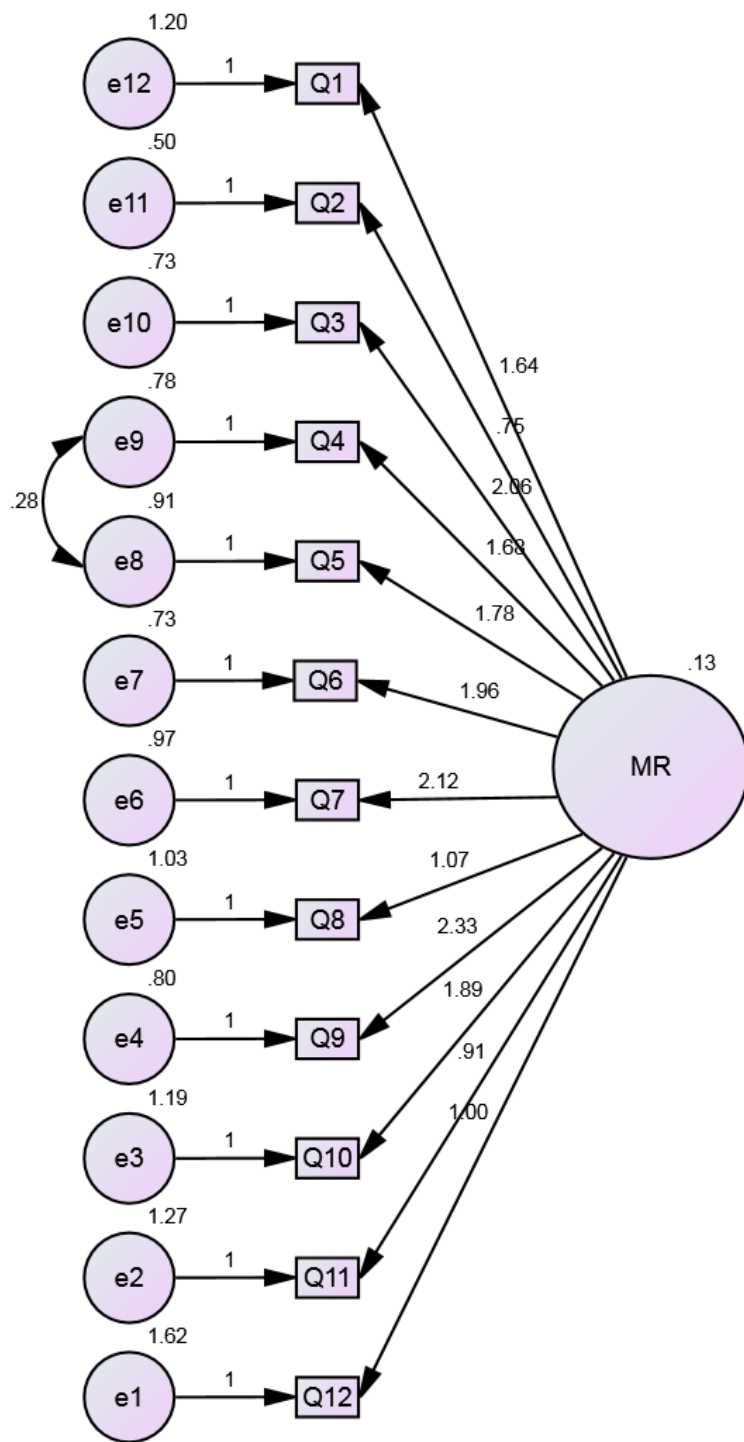 1.20
e12 1 Q1
.50
e11 1 Q2
.73
e10 1 Q3
1.64
.78
e9 1 Q4
.75
2.06
.28
.91
e8 1 Q5
1.68
1.78
.73
e7 1 Q6
1.96
.13
MR
.97
e6 1 Q7
2.12
1.03
e5 1 Q8
1.07
2.33
.80
e4 1 Q9
1.89
.91
1.19
e3 1 Q10
1.00
1.27
e2 1 Q11
1.62
e1 1 Q12